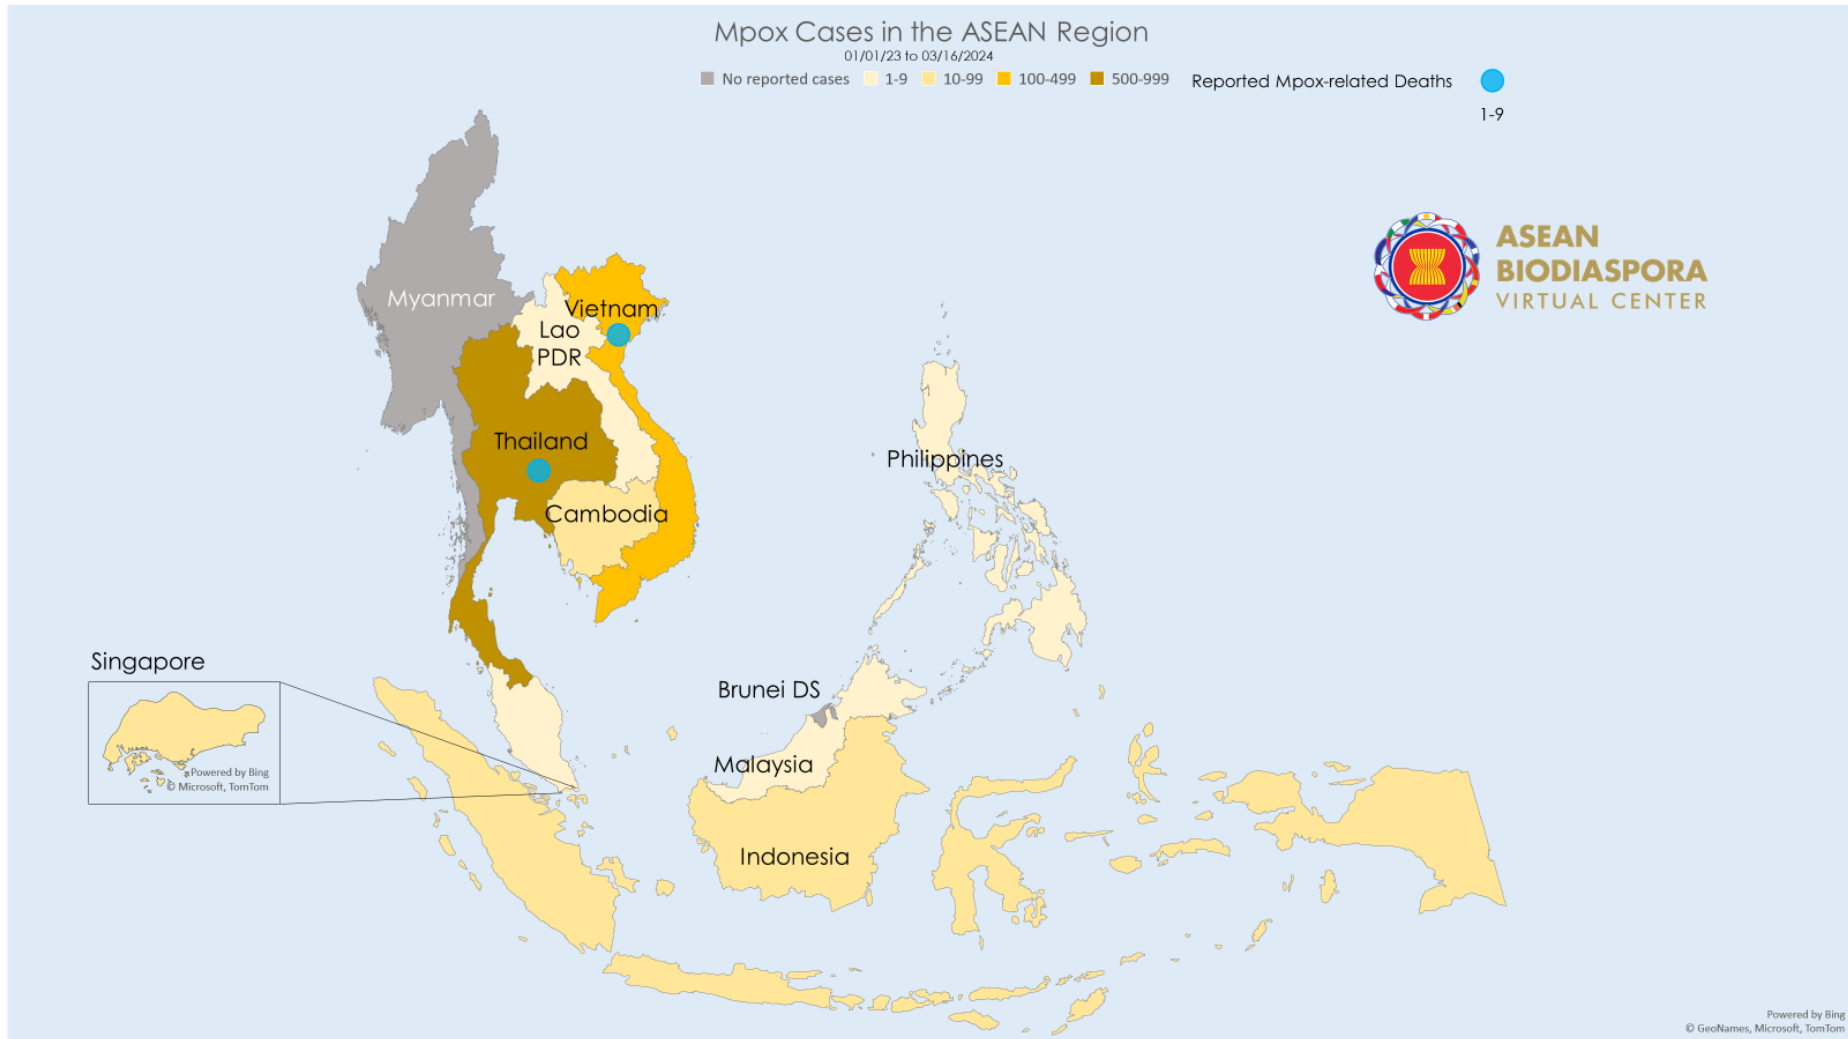 Mpox Cases in the ASEAN Region
01/01/23 to 03/16/2024
No reported cases 1-9 10-99 100-499 500-999 Reported Mpox-related Deaths
1-9
ASEAN
BIODIASPORA
VIRTUAL CENTER
Myanmar
Vietnam
Lao
PDR
Thailand
Philippines
Cambodia
Singapore
Brunei DS
Powered by Bing
© Microsoft, TomTom
Malaysia
Indonesia
Powered by Bing
© GeoNames, Microsoft, TomTom